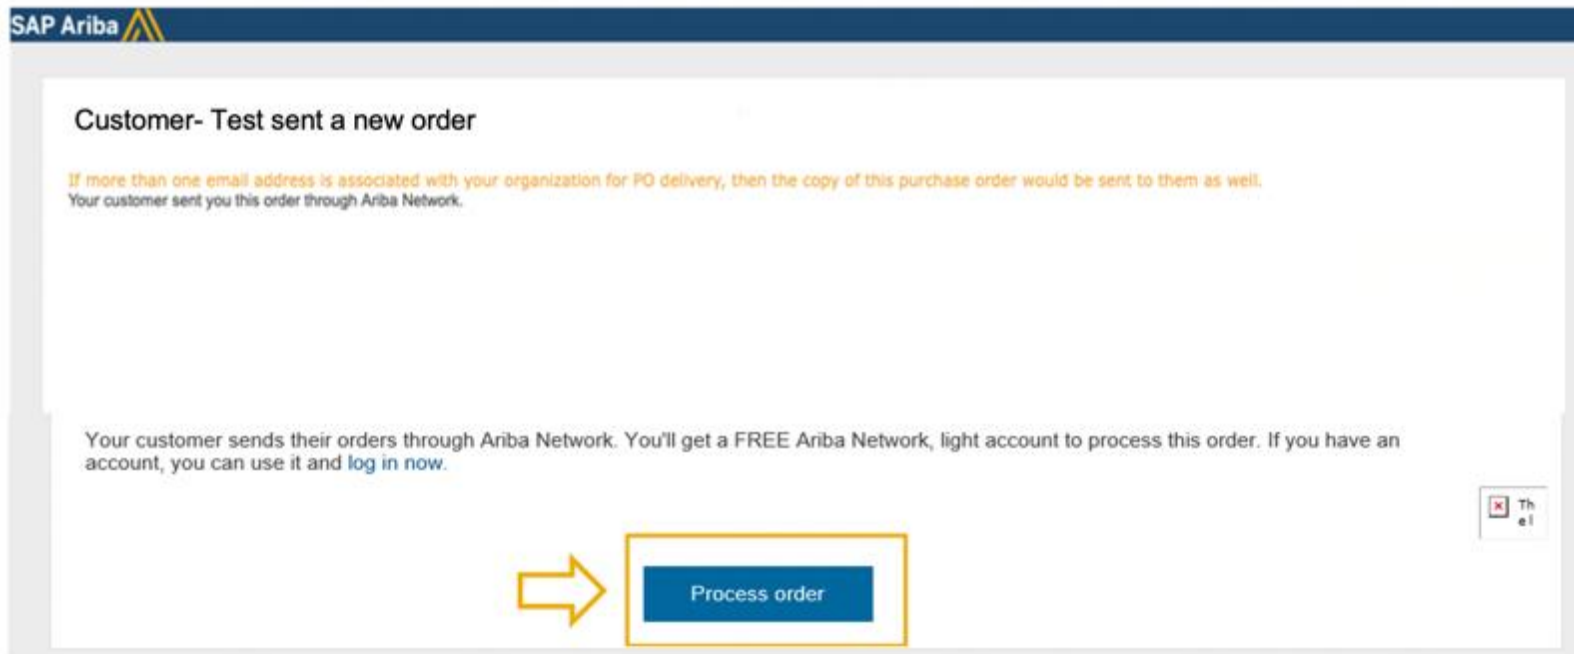 SAP Ariba
Customer- Test sent a new order
If more than one email address is associated with your organization for PO delivery, then the copy of this purchase order would be sent to them as well.
Your customer sent you this order through Ariba Network.
Your customer sends their orders through Ariba Network. You'll get a FREE Ariba Network, light account to process this order. If you have an
account, you can use it and log in now.
Th
el
Process order